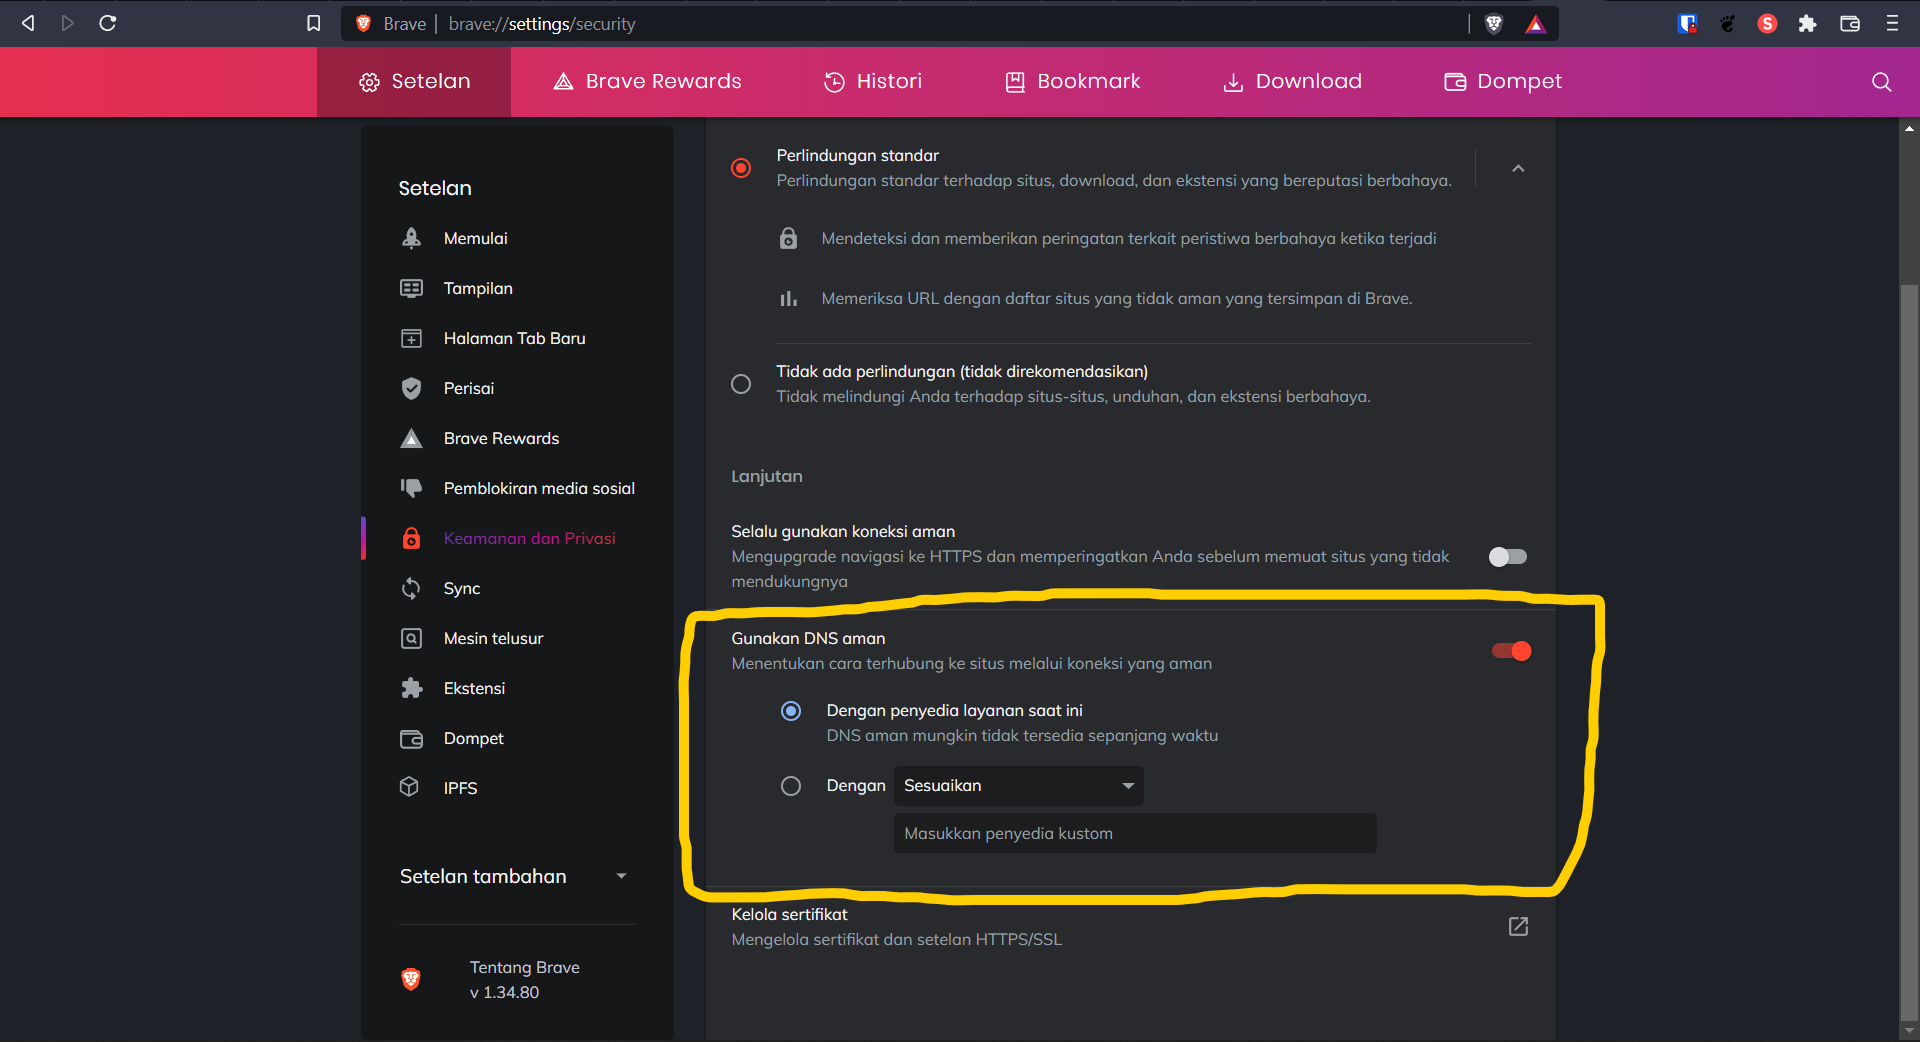 Brave | brave://settings/security
Setelan
Brave Rewards
Histori
Bookmark
Download
Dompet
Setelan
Memulai
Tampilan
Halaman Tab Baru
Perisai
Brave Rewards
Pemblokiran media sosial
Keamanan dan Privasi
Sync
Mesin telusur
Ekstensi
Dompet
IPFS
Setelan tambahan
Tentang Brave
v 1.34.80
Perlindungan standar
Perlindungan standar terhadap situs, download, dan ekstensi yang bereputasi berbahaya.
Mendeteksi dan memberikan peringatan terkait peristiwa berbahaya ketika terjadi
Memeriksa URL dengan daftar situs yang tidak aman yang tersimpan di Brave.
Tidak ada perlindungan (tidak direkomendasikan)
Tidak melindungi Anda terhadap situs-situs, unduhan, dan ekstensi berbahaya.
Lanjutan
Selalu gunakan koneksi aman
Mengupgrade navigasi ke HTTPS dan memperingatkan Anda sebelum memuat situs yang tidak
mendukungnya
Gunakan DNS aman
Menentukan cara terhubung ke situs melalui koneksi yang aman
Dengan penyedia layanan saat ini
DNS aman mungkin tidak tersedia sepanjang waktu
Dengan Sesuaikan
Masukkan penyedia kustom
Kelola sertifikat
Mengelola sertifikat dan setelan HTTPS/SSL